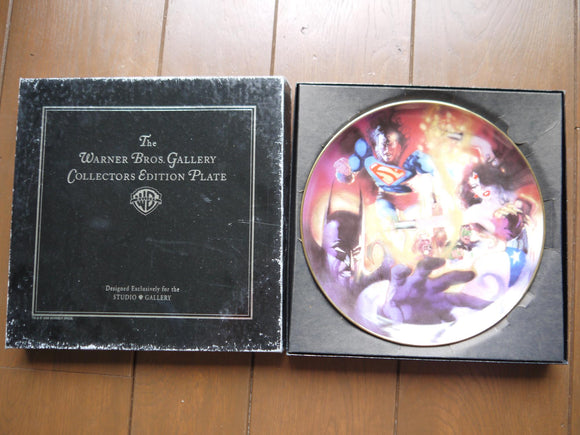 The
WARNER BROS. GALLERY
COLLECTORS EDITION PLATE
Designed Exclusively for the
STUDIO GALLERY